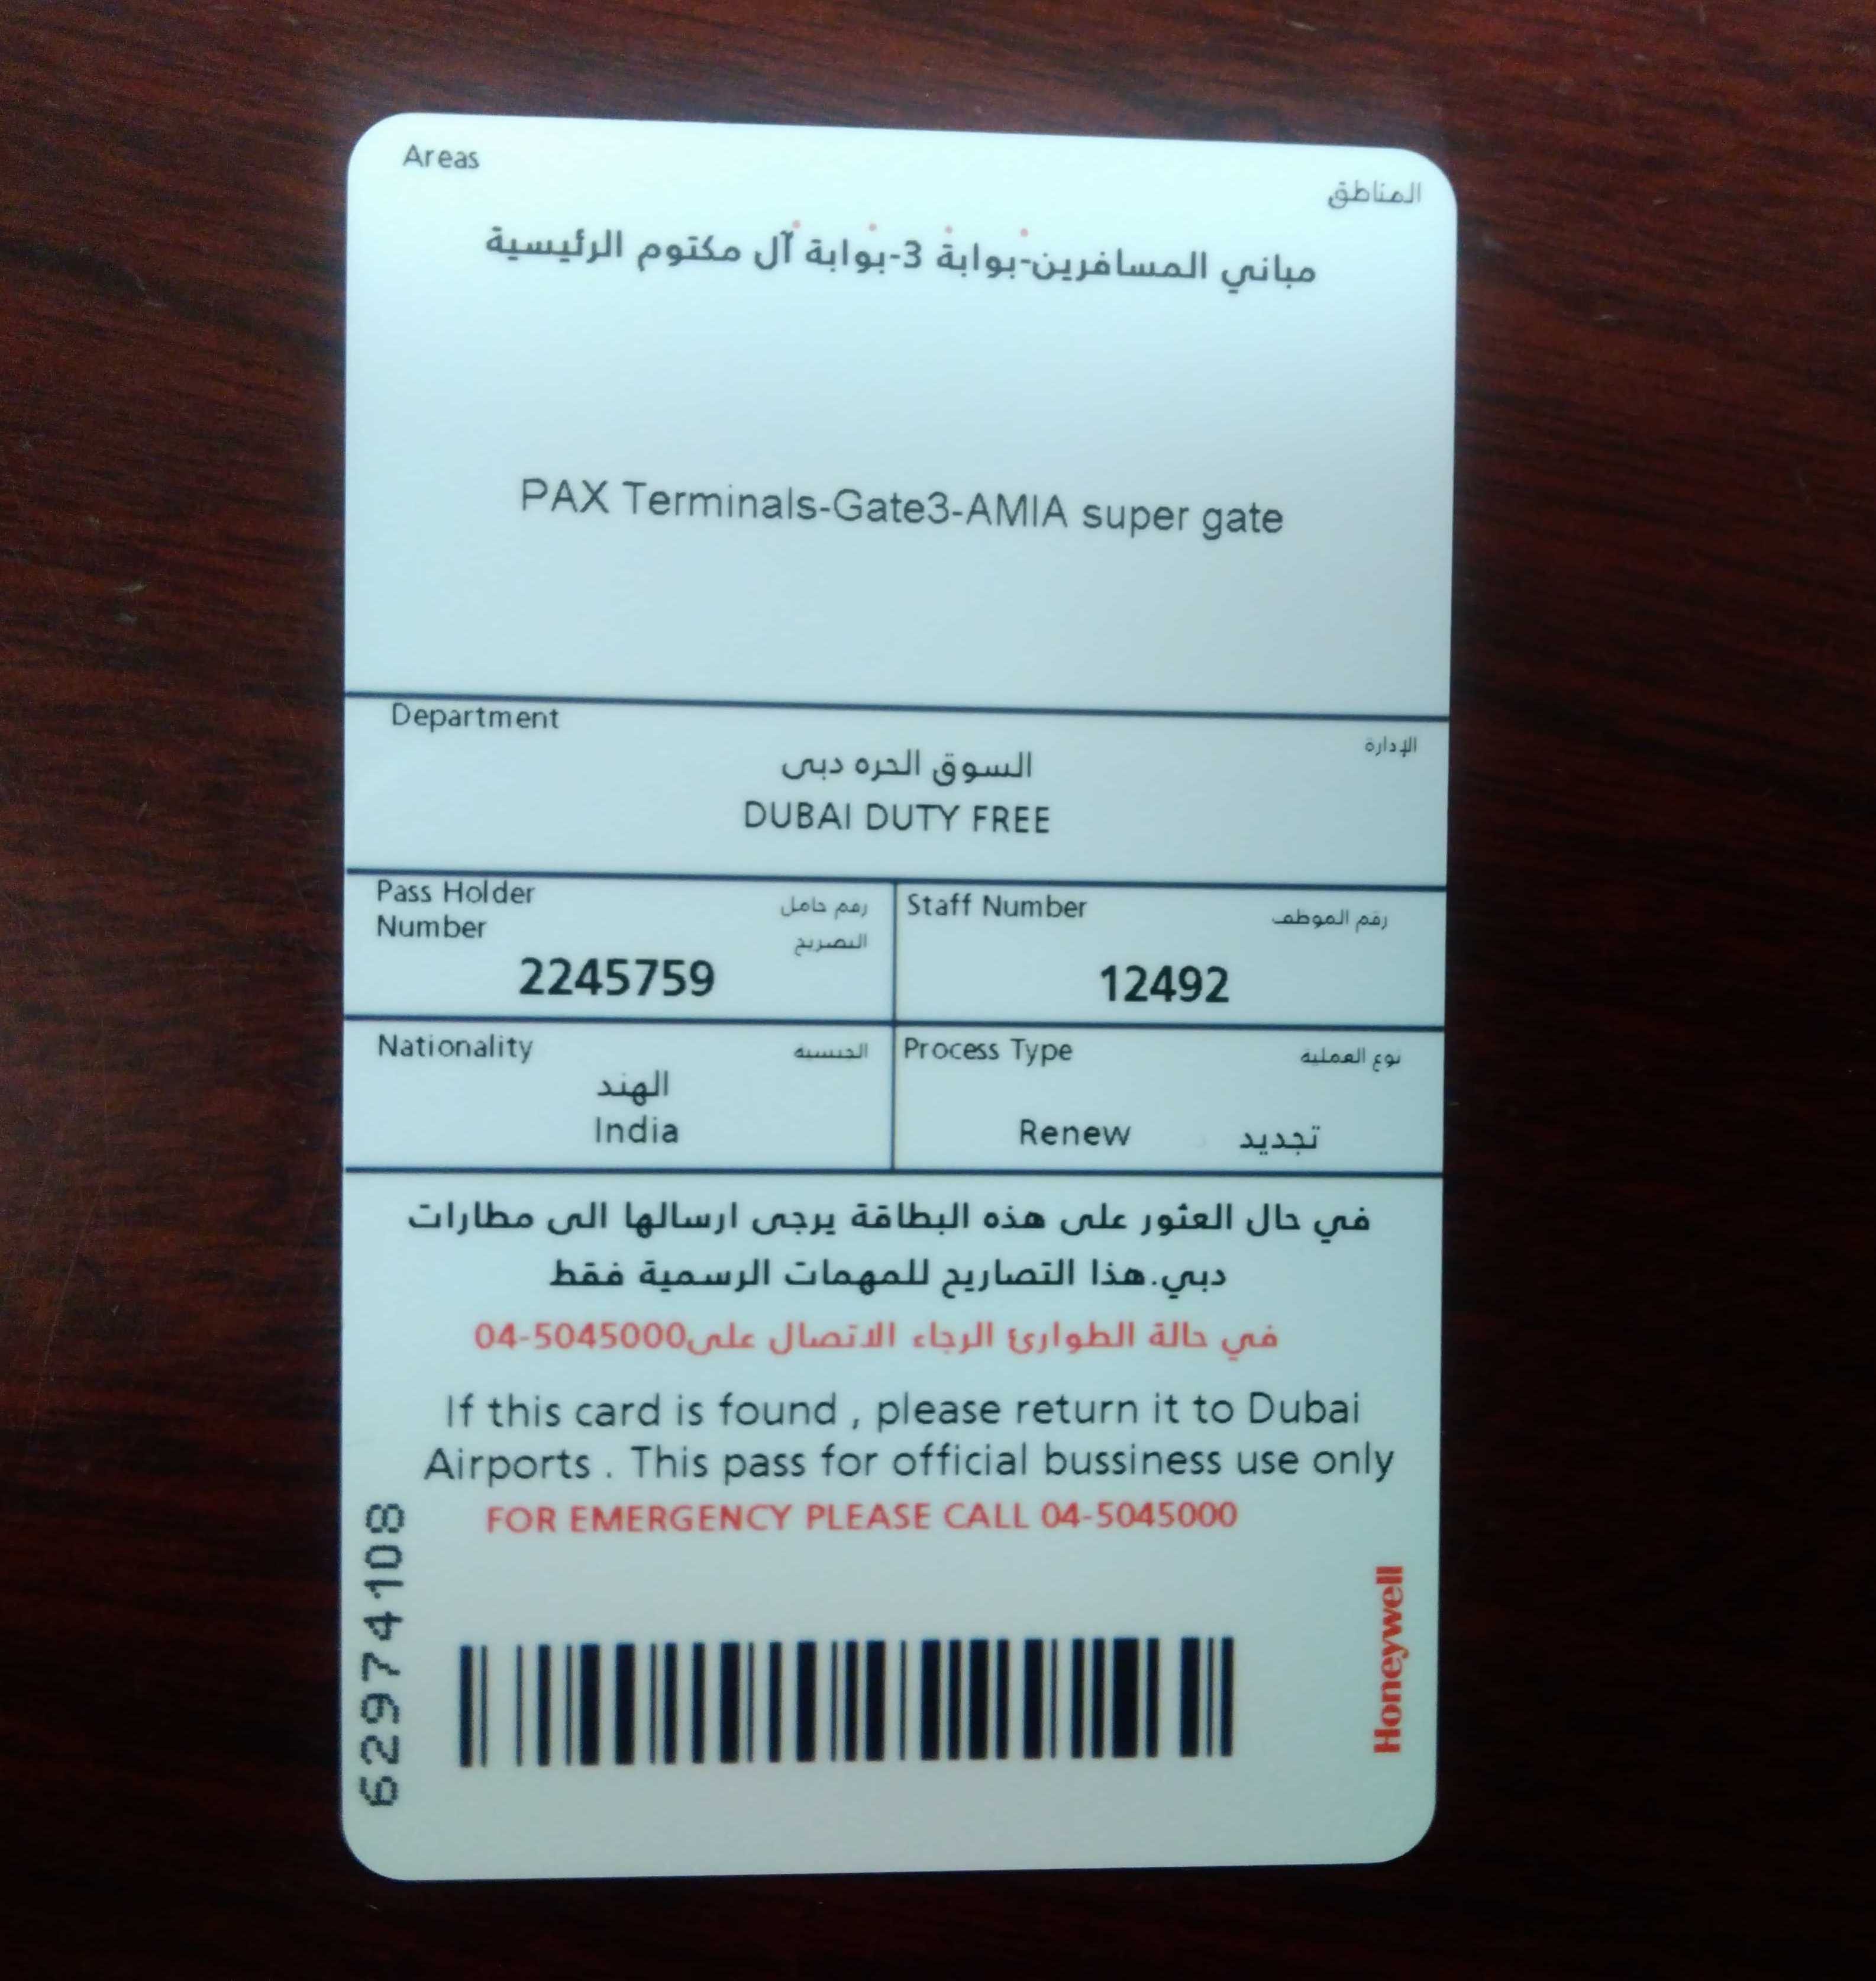 Areas
المناطق
مباني المسافرين-بوابة 3-بوابة آل مكتوم الرئيسية
PAX Terminals-Gate3-AMIA super gate
Department
الإدارة
السوق الحره دبى
DUBAI DUTY FREE
Pass Holder
Number
رقم حامل
التصريح
2245759
Staff Number
رقم الموظف
12492
Nationality
الجنسية
الهند
India
Process Type
نوع العملية
Renew تجديد
في حال العثور على هذه البطاقة يرجى ارسالها الى مطارات
دبي.هذا التصاريح للمهمات الرسمية فقط
في حالة الطوارئ الرجاء الاتصال على04-5045000
If this card is found , please return it to Dubai
Airports . This pass for official bussiness use only
FOR EMERGENCY PLEASE CALL 04-5045000
62974108
Honeywell